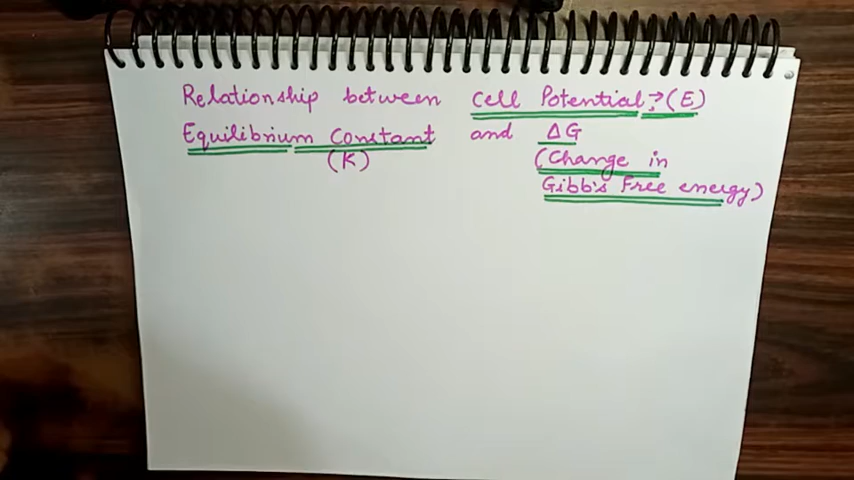 Relationship between Cell Potential?→(E)
Equilibrium Constant and ΔG
(K) (Change in
Gibb's Free energy)